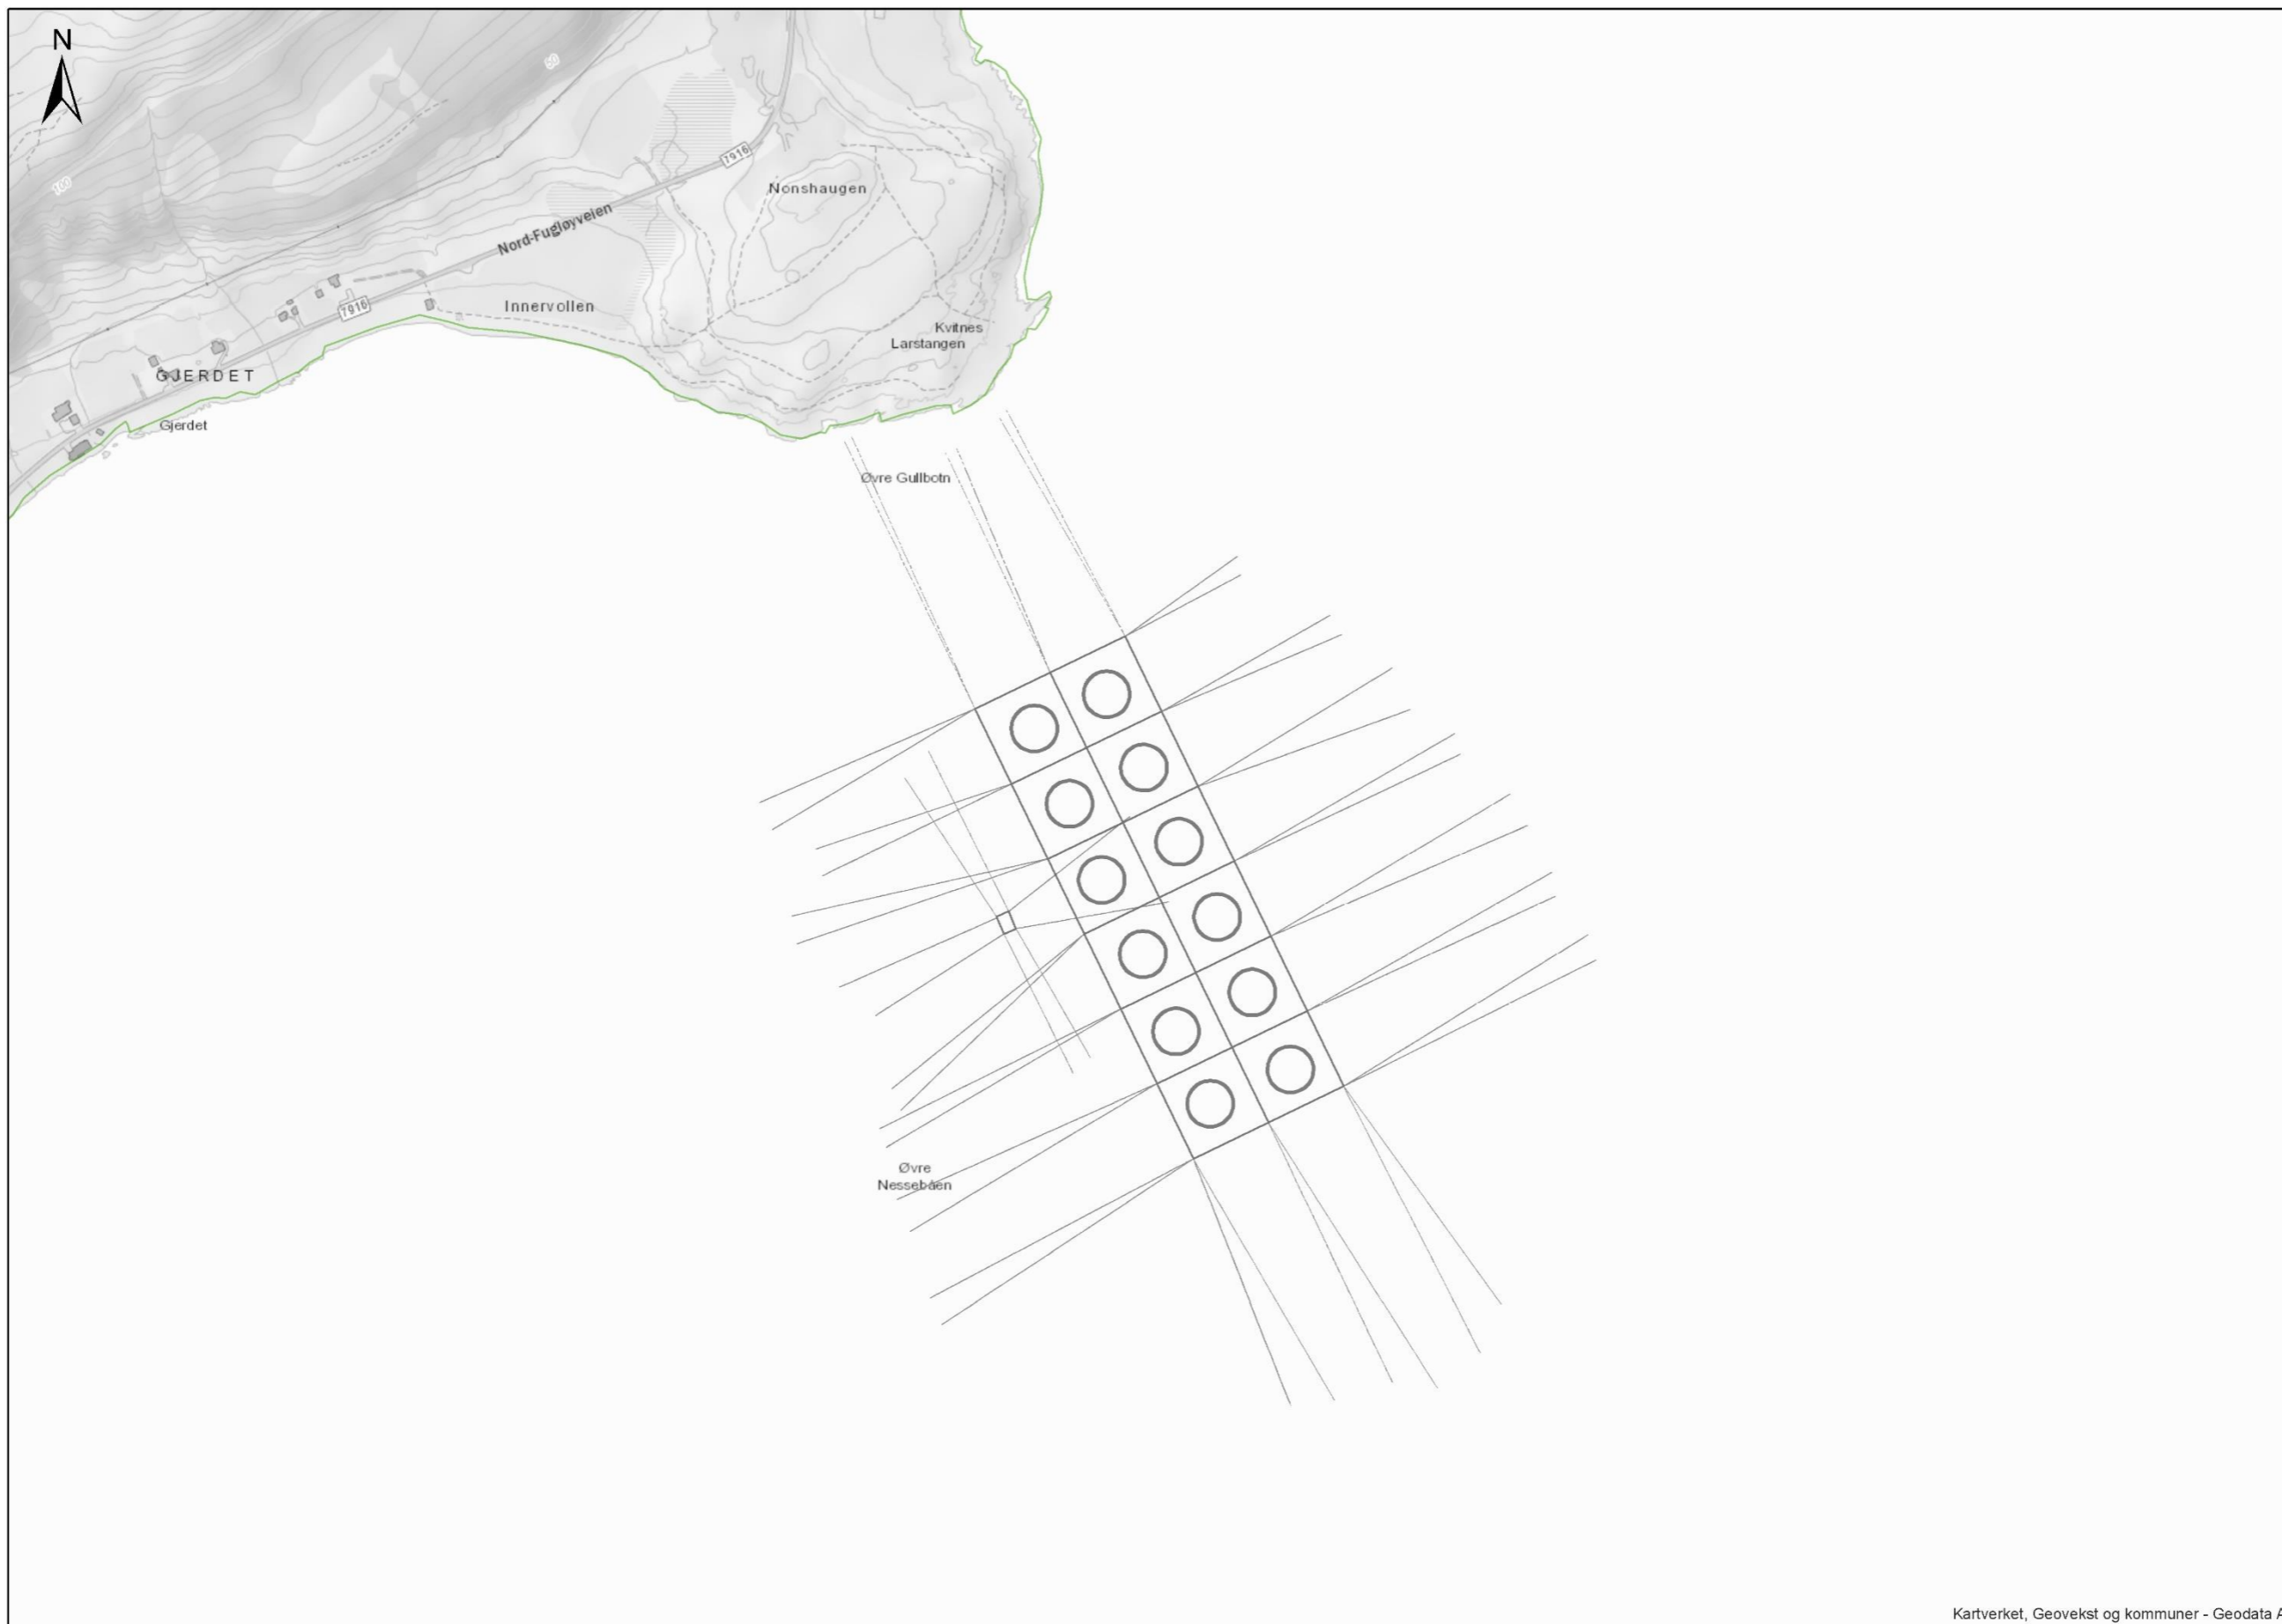 N
50
7916
100
Nonshaugen
Nord-Fugløyveien
7916
Innervollen
Kvitnes
Larstangen
GJERDET
Gjerdet
Øvre Gullbotn
Øvre
Nessebåen
Kartverket, Geovekst og kommuner - Geodata A